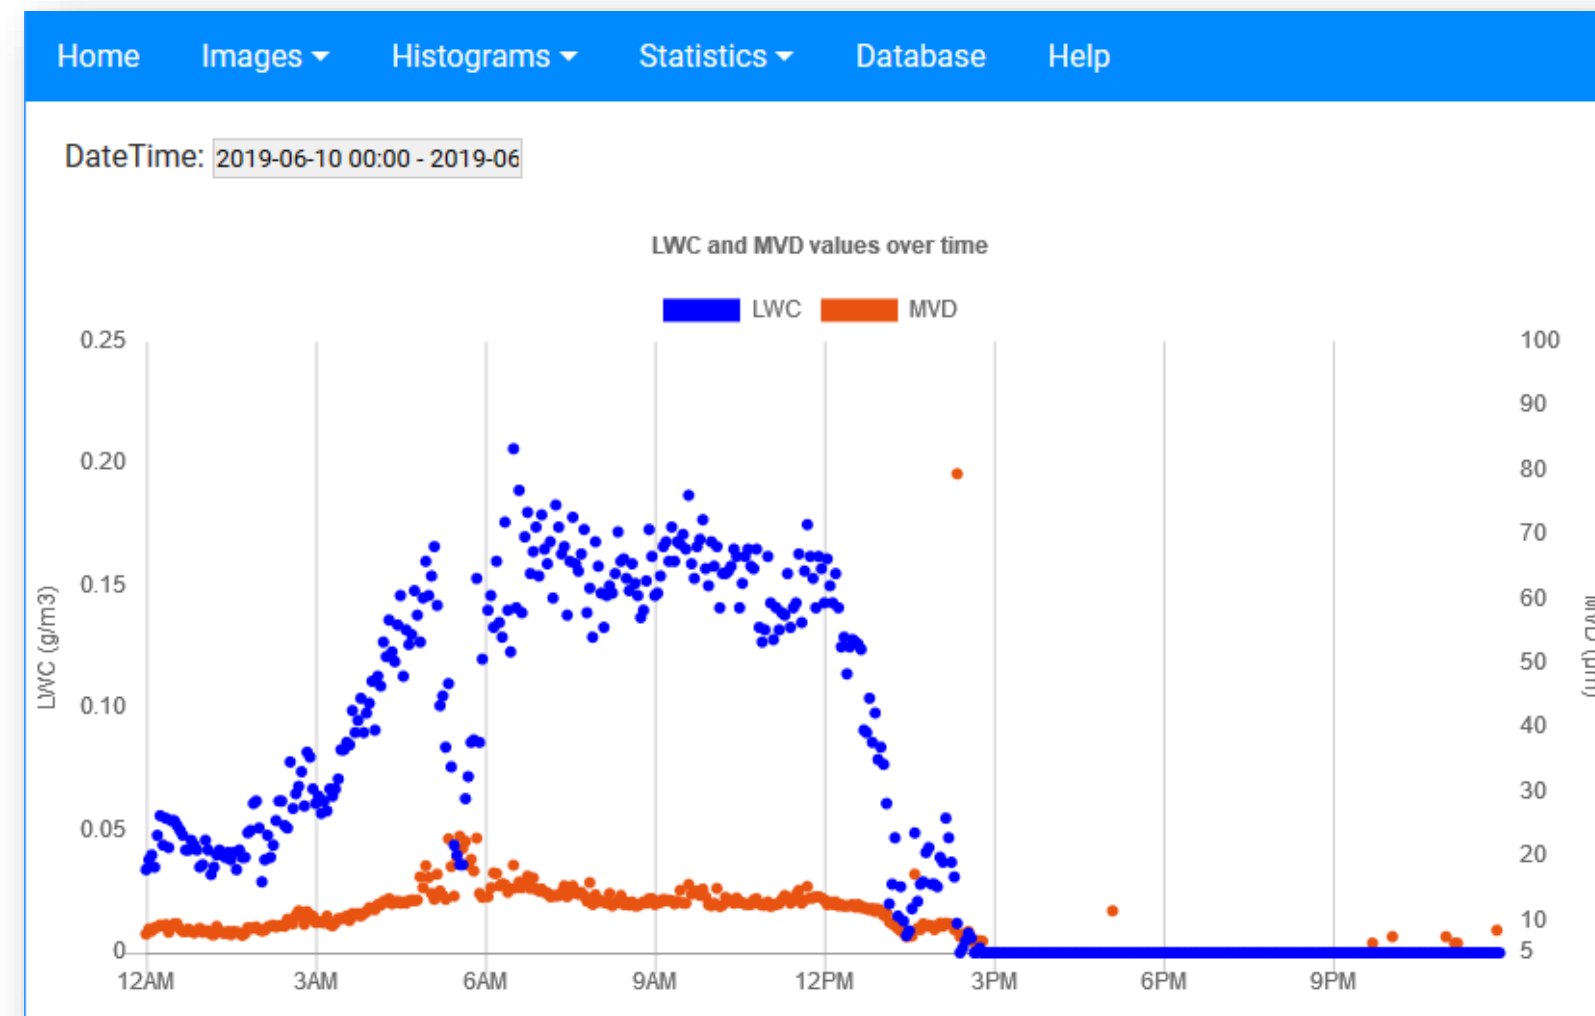 Home Images Histograms Statistics Database Help
DateTime: 2019-06-10 00:00 - 2019-06
LWC and MVD values over time
LWC MVD
0.25 100
90
0.20 80
70
0.15 60
50
0.10 40
30
0.05 20
10
0 5
LWC (g/m3)
MVD (µm)
12AM 3AM 6AM 9AM 12PM 3PM 6PM 9PM